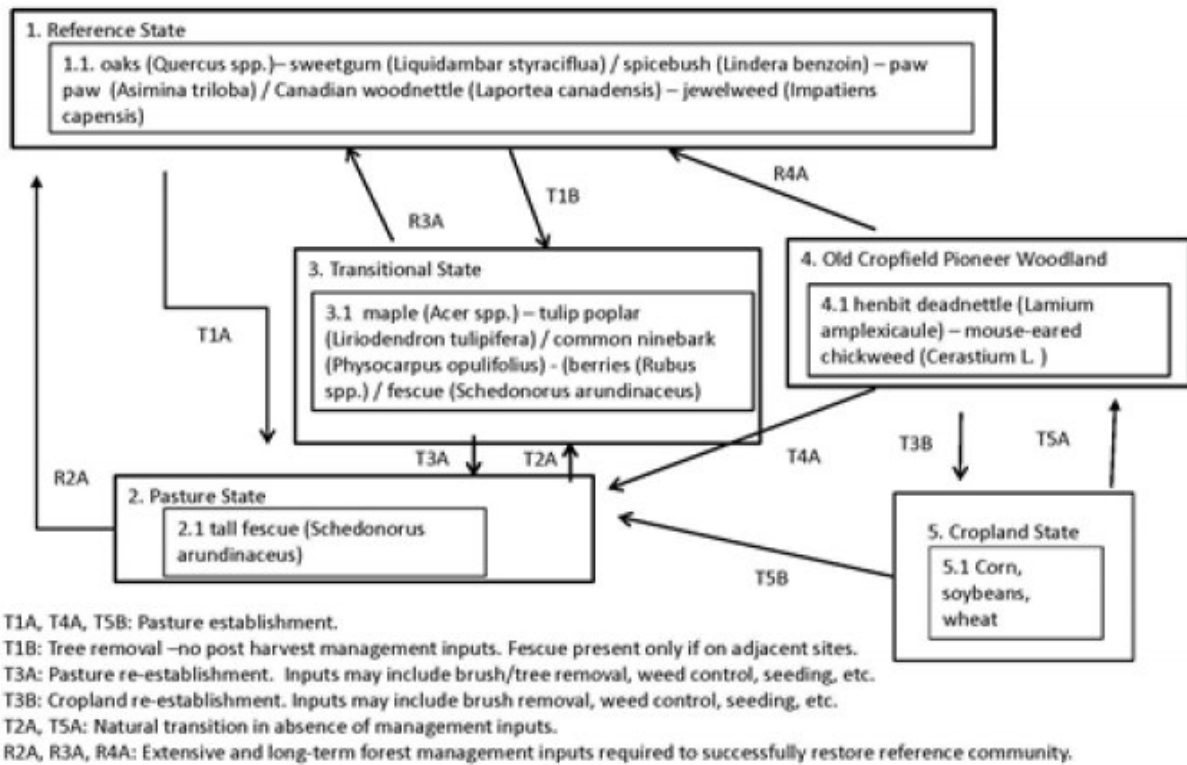 1. Reference State
1.1. oaks (Quercus spp.)– sweetgum (Liquidambar styraciflua) / spicebush (Lindera benzoin) – paw
paw (Asimina triloba) / Canadian woodnettle (Laportea canadensis) – jewelweed (Impatiens
capensis)
R4A
T1B
R3A
3. Transitional State
3.1 maple (Acer spp.) – tulip poplar
(Liriodendron tulipifera) / common ninebark
(Physocarpus opulifolius) - (berries (Rubus
spp.) / fescue (Schedonorus arundinaceus)
4. Old Cropfield Pioneer Woodland
4.1 henbit deadnettle (Lamium
amplexicaule) – mouse-eared
chickweed (Cerastium L. )
T1A
T3A
T2A
T4A
T3B
T5A
R2A
2. Pasture State
2.1 tall fescue (Schedonorus
arundinaceus)
5. Cropland State
5.1 Corn,
soybeans,
wheat
T5B
T1A, T4A, T5B: Pasture establishment.
T1B: Tree removal –no post harvest management inputs. Fescue present only if on adjacent sites.
T3A: Pasture re-establishment. Inputs may include brush/tree removal, weed control, seeding, etc.
T3B: Cropland re-establishment. Inputs may include brush removal, weed control, seeding, etc.
T2A, T5A: Natural transition in absence of management inputs.
R2A, R3A, R4A: Extensive and long-term forest management inputs required to successfully restore reference community.